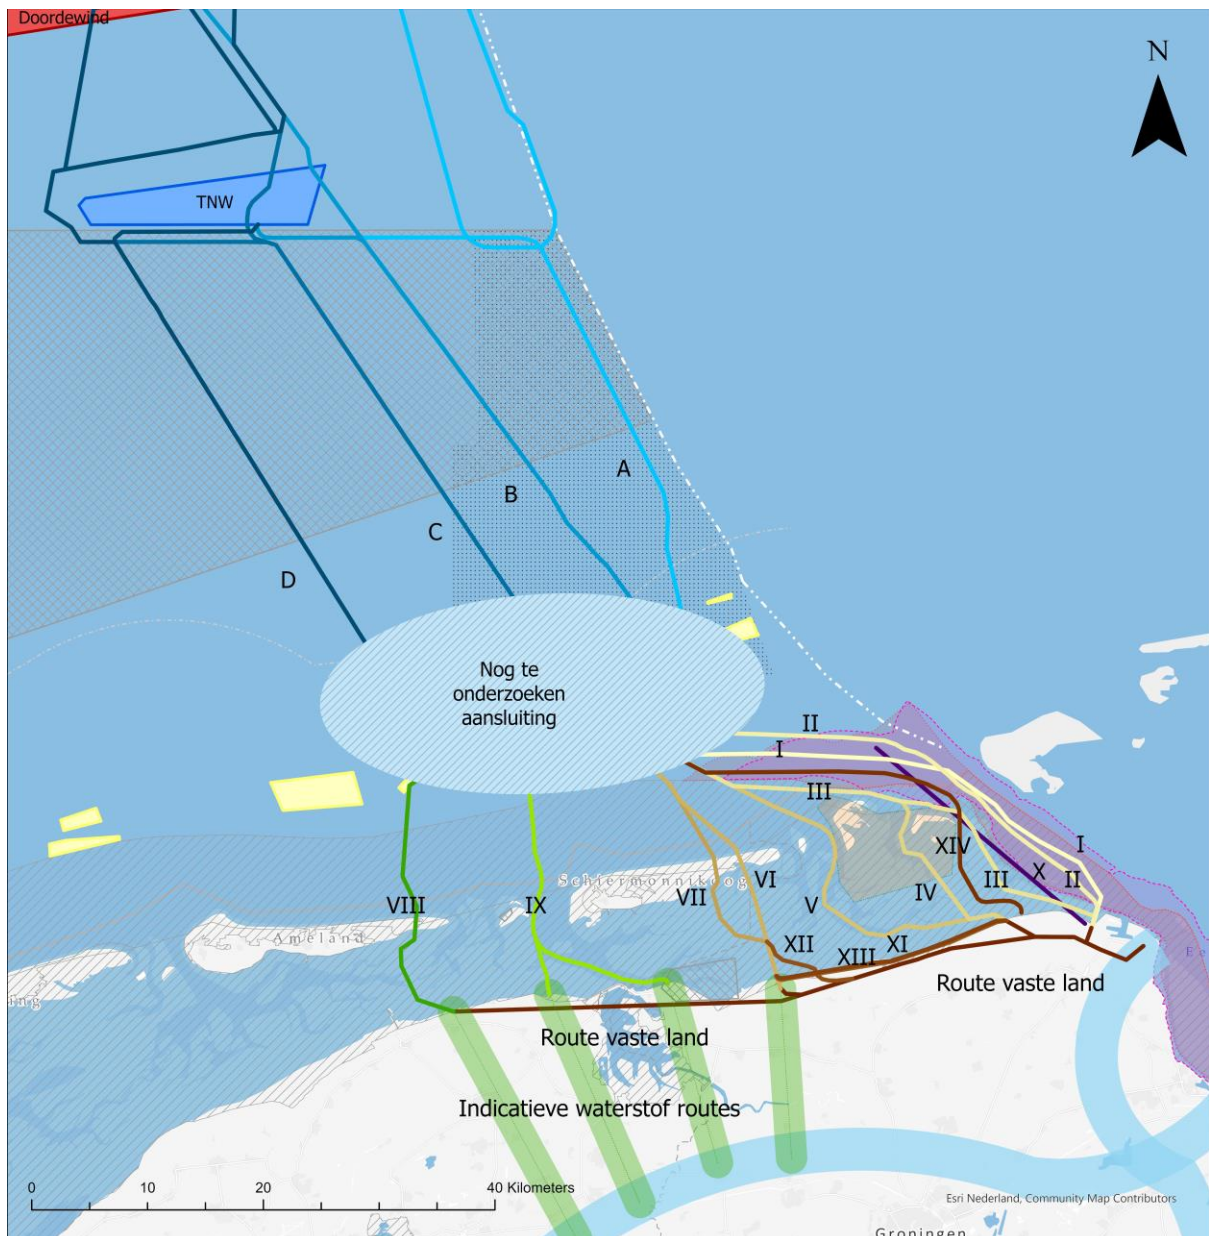 Doordewind
N
TNW
A
B
C
D
Nog te
onderzoeken
aansluiting
II
I
III
XIV
I
X
II
III
Schiermonnikoog
VI
VII
IV
V
VIII
IX
Ameland
XII
XI
XIII
ing
Ee
Route vaste land
Route vaste land
Indicatieve waterstof routes
0 10 20 40 Kilometers
Esri Nederland, Community Map Contributors
Groningen